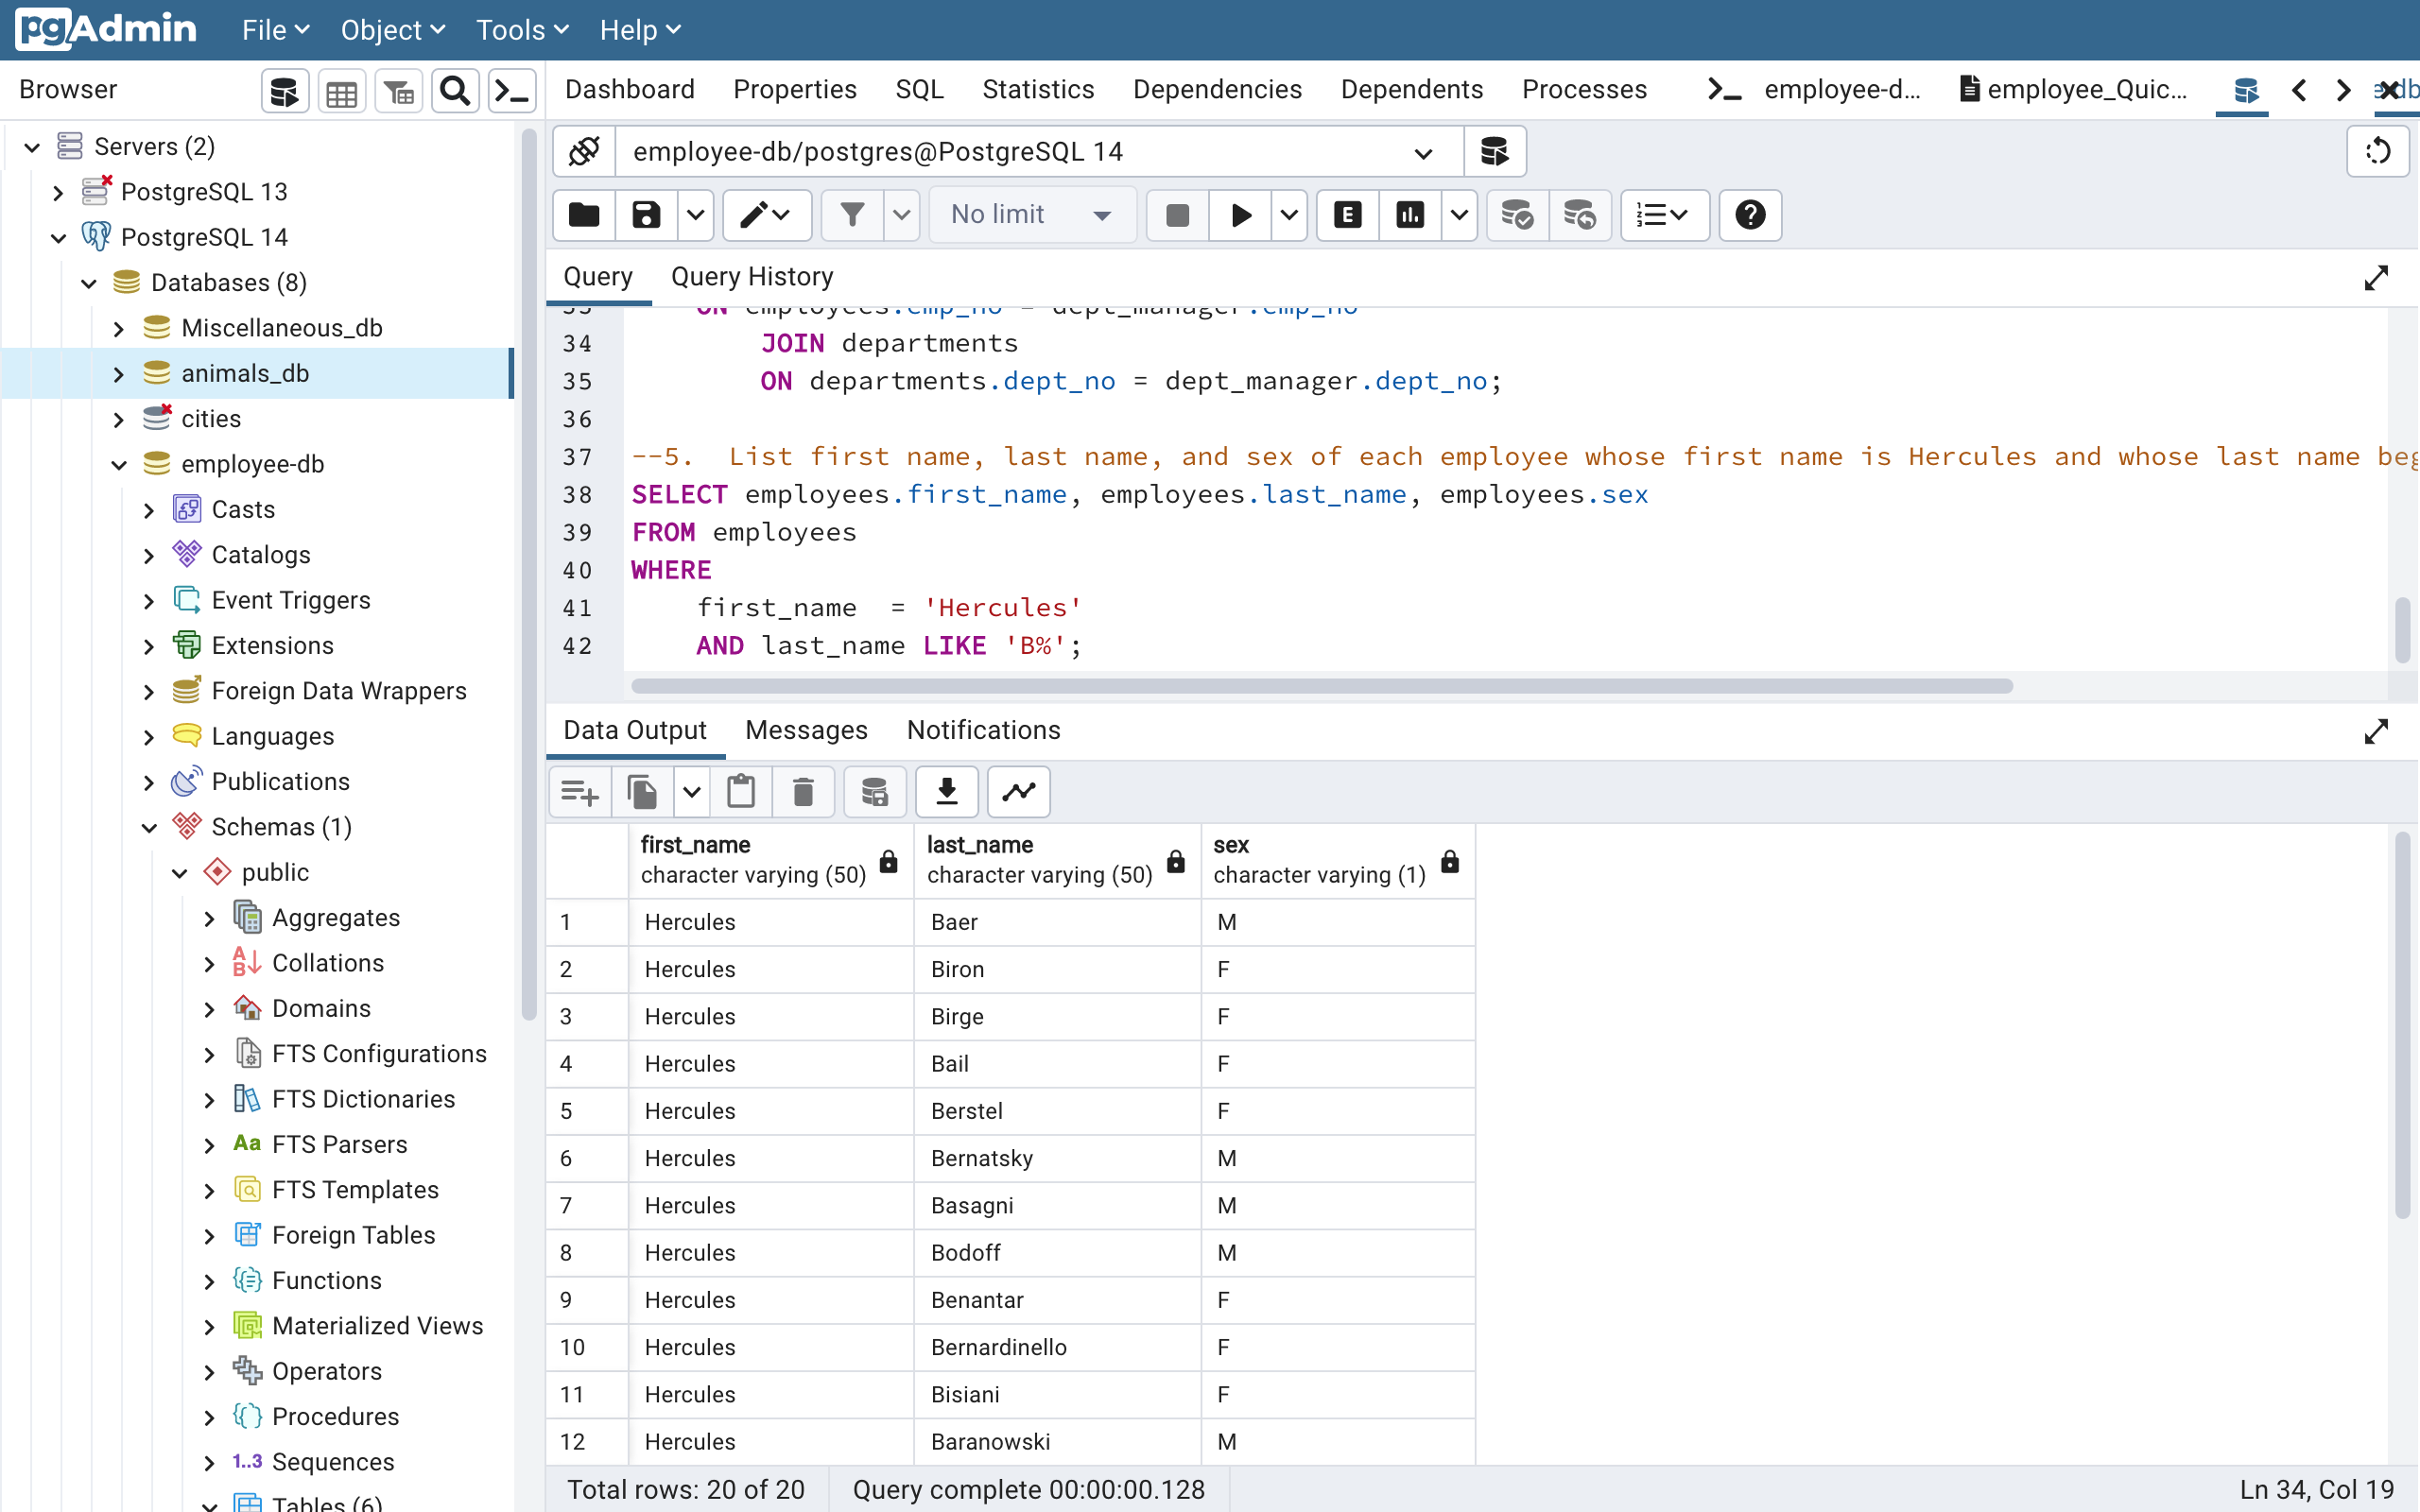 pgAdmin File Object Tools Help
Browser
Dashboard Properties SQL Statistics Dependencies Dependents Processes employee-d... employee_Quic...
Servers (2)
PostgreSQL 13
PostgreSQL 14
Databases (8)
Miscellaneous_db
animals_db
cities
employee-db
Casts
Catalogs
Event Triggers
Extensions
Foreign Data Wrappers
Languages
Publications
Schemas (1)
public
Aggregates
Collations
Domains
FTS Configurations
FTS Dictionaries
Aa FTS Parsers
FTS Templates
Foreign Tables
Functions
Materialized Views
Operators
Procedures
1..3 Sequences
Tables (6)
employee-db/postgres@PostgreSQL 14
No limit
E
Query Query History
ON employees.emp_no = dept_manager.emp_no
34 JOIN departments
35 ON departments.dept_no = dept_manager.dept_no;
36
37 --5. List first name, last name, and sex of each employee whose first name is Hercules and whose last name beg
38 SELECT employees.first_name, employees.last_name, employees.sex
39 FROM employees
40 WHERE
41 first_name = 'Hercules'
42 AND last_name LIKE 'B%';
Data Output Messages Notifications
first_name last_name sex
character varying (50) character varying (50) character varying (1)
1 Hercules Baer M
2 Hercules Biron F
3 Hercules Birge F
4 Hercules Bail F
5 Hercules Berstel F
6 Hercules Bernatsky M
7 Hercules Basagni M
8 Hercules Bodoff M
9 Hercules Benantar F
10 Hercules Bernardinello F
11 Hercules Bisiani F
12 Hercules Baranowski M
Total rows: 20 of 20 Query complete 00:00:00.128 Ln 34, Col 19